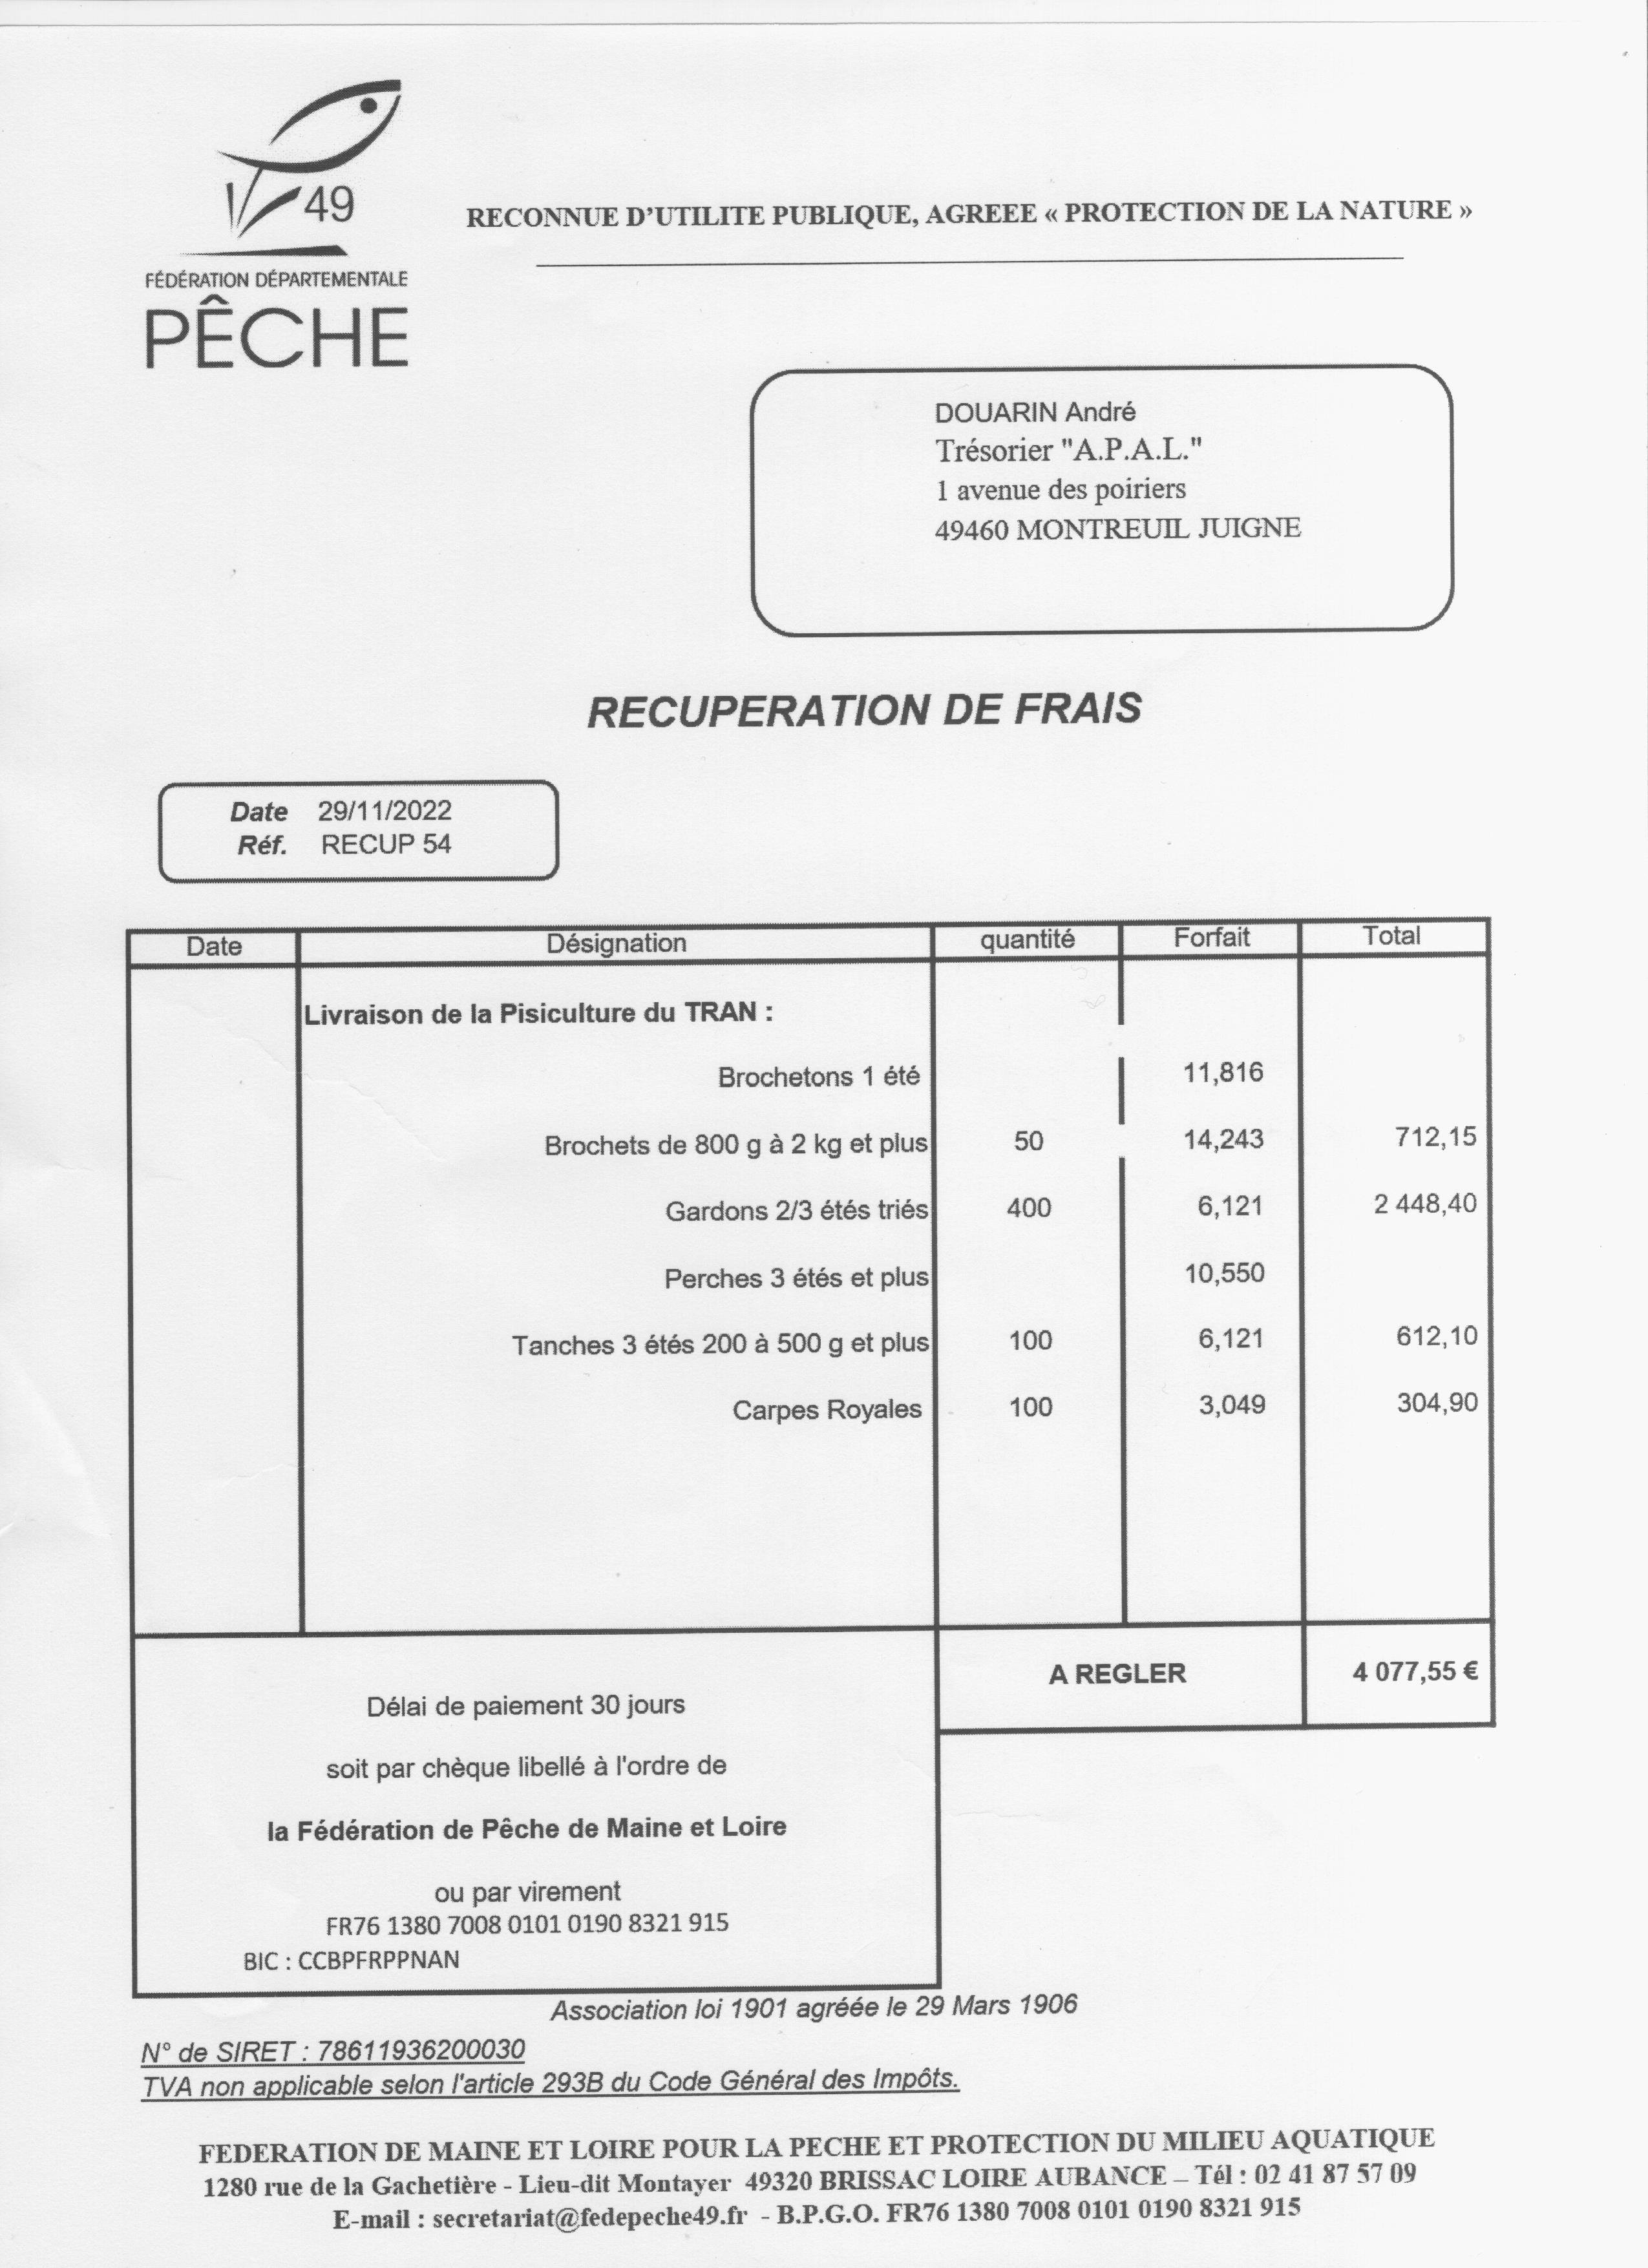 49
FÉDÉRATION DÉPARTEMENTALE
PÊCHE
RECONNUE D'UTILITE PUBLIQUE, AGREEE « PROTECTION DE LA NATURE »
DOUARIN André
Trésorier "A.P.A.L."
1 avenue des poiriers
49460 MONTREUIL JUIGNE
RECUPERATION DE FRAIS
Date 29/11/2022
Réf. RECUP 54
Date Désignation quantité Forfait Total
Livraison de la Pisiculture du TRAN :
Brochetons 1 été 11,816
Brochets de 800 g à 2 kg et plus 50 14,243 712,15
Gardons 2/3 étés triés 400 6,121 2 448,40
Perches 3 étés et plus 10,550
Tanches 3 étés 200 à 500 g et plus 100 6,121 612,10
Carpes Royales 100 3,049 304,90
A REGLER 4 077,55 €
Délai de paiement 30 jours
soit par chèque libellé à l'ordre de
la Fédération de Pêche de Maine et Loire
ou par virement
FR76 1380 7008 0101 0190 8321 915
BIC : CCBPFRPPNAN
Association loi 1901 agréée le 29 Mars 1906
N° de SIRET : 78611936200030
TVA non applicable selon l'article 293B du Code Général des Impôts.
FEDERATION DE MAINE ET LOIRE POUR LA PECHE ET PROTECTION DU MILIEU AQUATIQUE
1280 rue de la Gachetière - Lieu-dit Montayer 49320 BRISSAC LOIRE AUBANCE – Tél : 02 41 87 57 09
E-mail : secretariat@fedepeche49.fr - B.P.G.O. FR76 1380 7008 0101 0190 8321 915